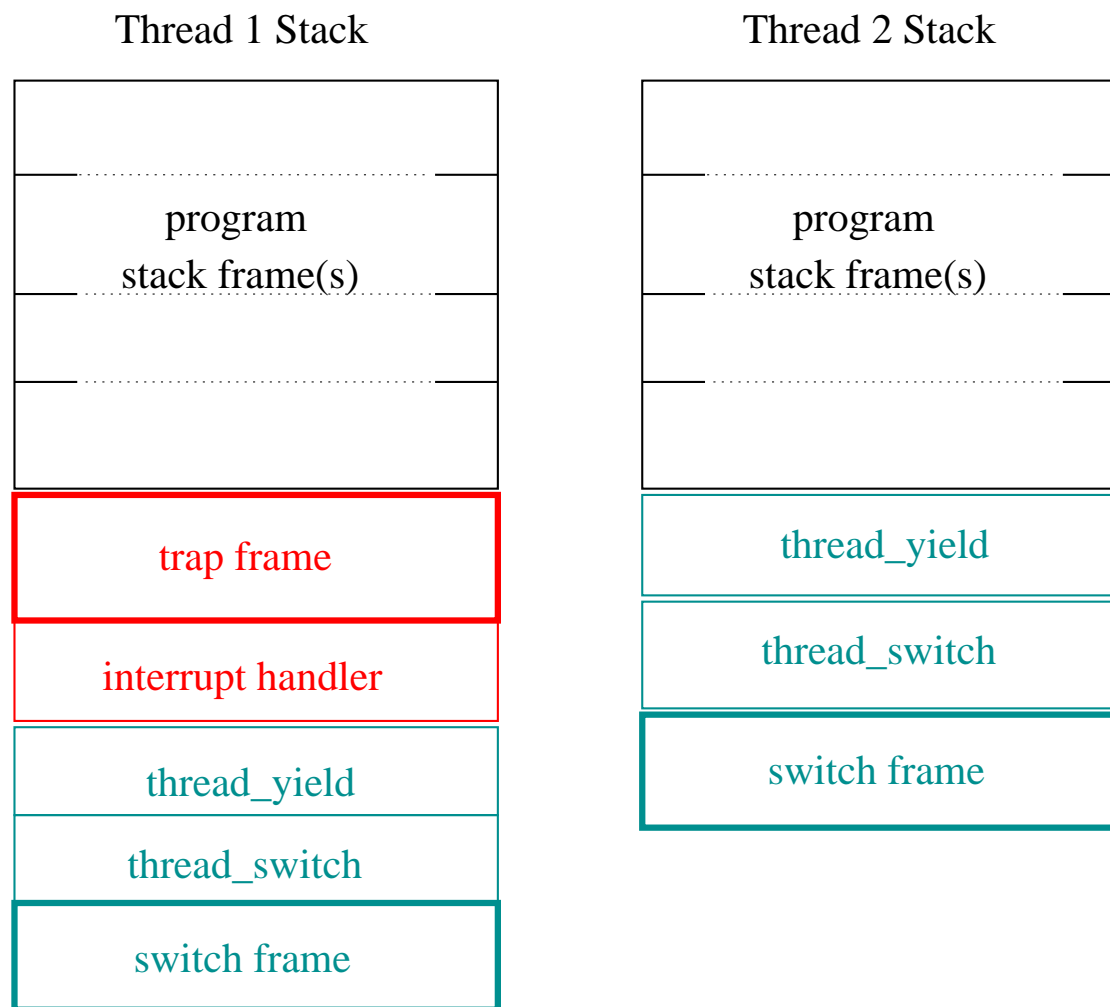 Thread 1 Stack
program
stack frame(s)
trap frame
interrupt handler
thread_yield
thread_switch
switch frame
Thread 2 Stack
program
stack frame(s)
thread_yield
thread_switch
switch frame